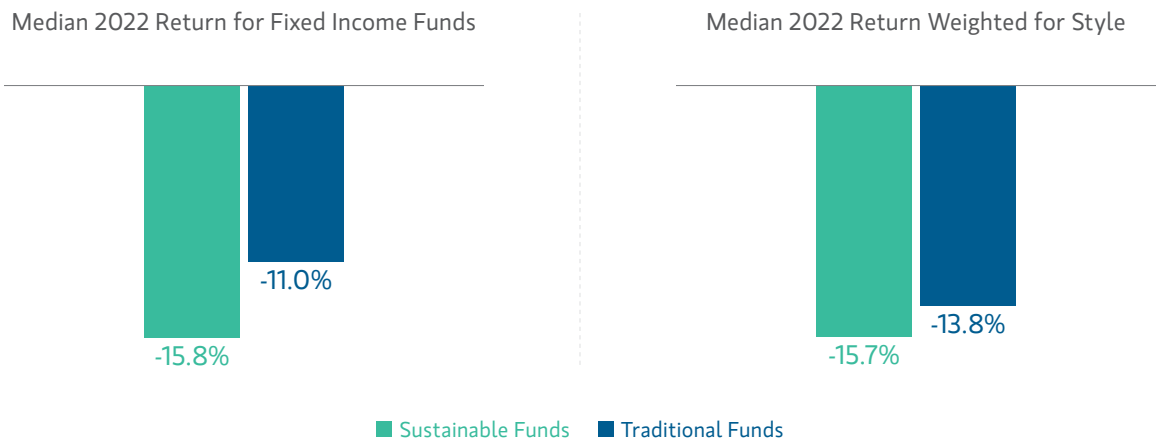 Median 2022 Return for Fixed Income Funds
Median 2022 Return Weighted for Style
-15.8%
-11.0%
-15.7%
-13.8%
Sustainable Funds
Traditional Funds